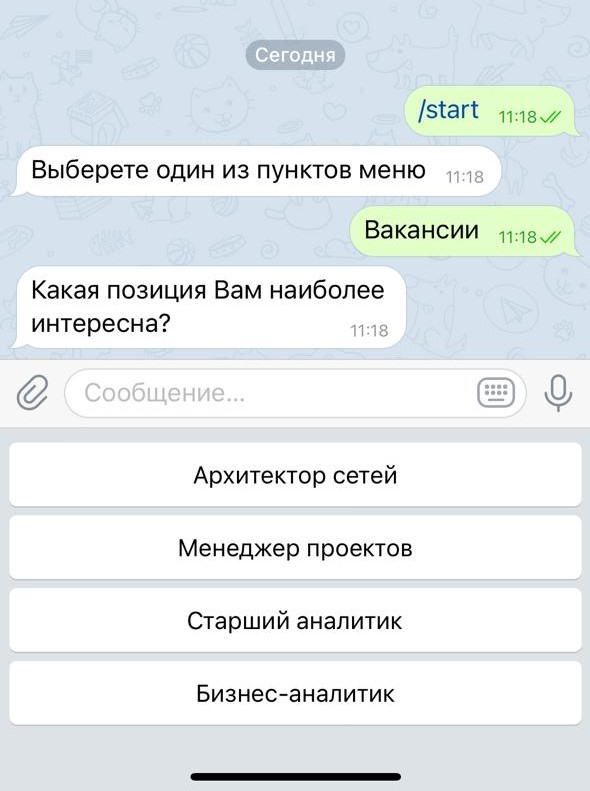 Сегодня
/start 11:18
Выберете один из пунктов меню 11:18
Вакансии 11:18
Какая позиция Вам наиболее
интересна? 11:18
Сообщение...
Архитектор сетей
Менеджер проектов
Старший аналитик
Бизнес-аналитик